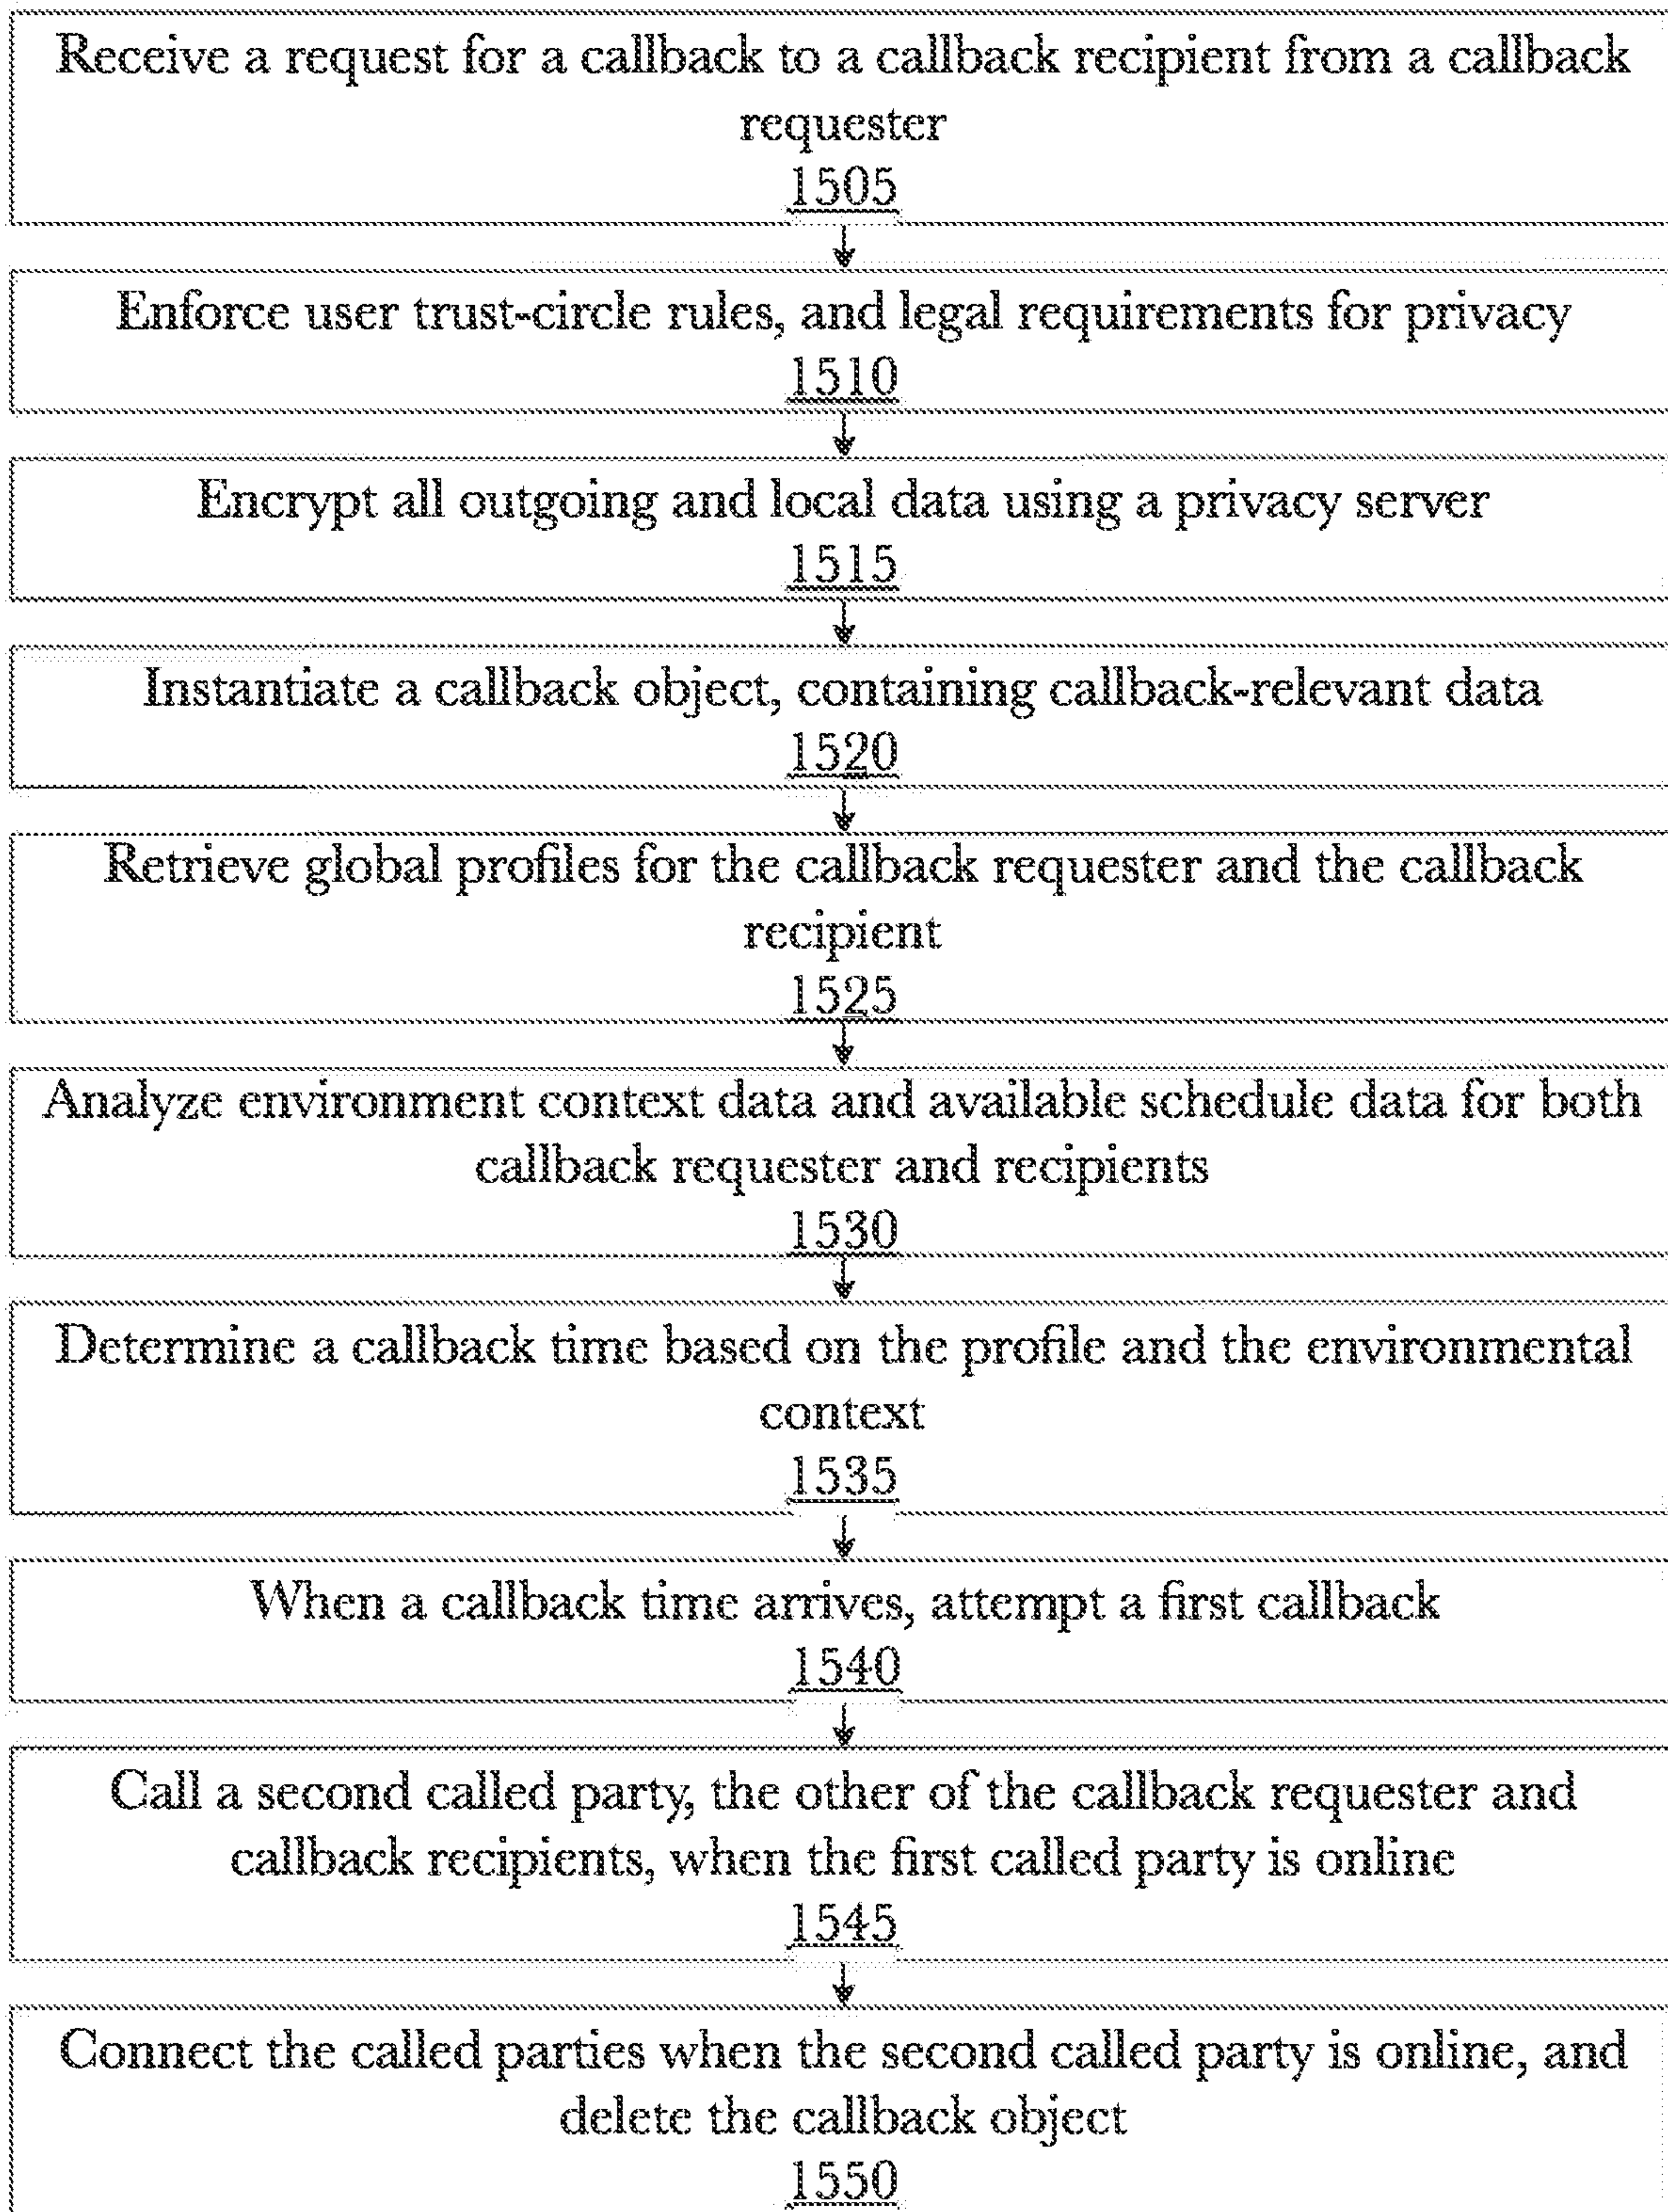 Receive a request for a callback to a callback recipient from a callback
requester
1505
Enforce user trust-circle rules, and legal requirements for privacy
1510
Encrypt all outgoing and local data using a privacy server
1515
Instantiate a callback object, containing callback-relevant data
1520
Retrieve global profiles for the callback requester and the callback
recipient
1525
Analyze environment context data and available schedule data for both
callback requester and recipients
1530
Determine a callback time based on the profile and the environmental
context
1535
When a callback time arrives, attempt a first callback
1540
Call a second called party, the other of the callback requester and
callback recipients, when the first called party is online
1545
Connect the called parties when the second called party is online, and
delete the callback object
1550